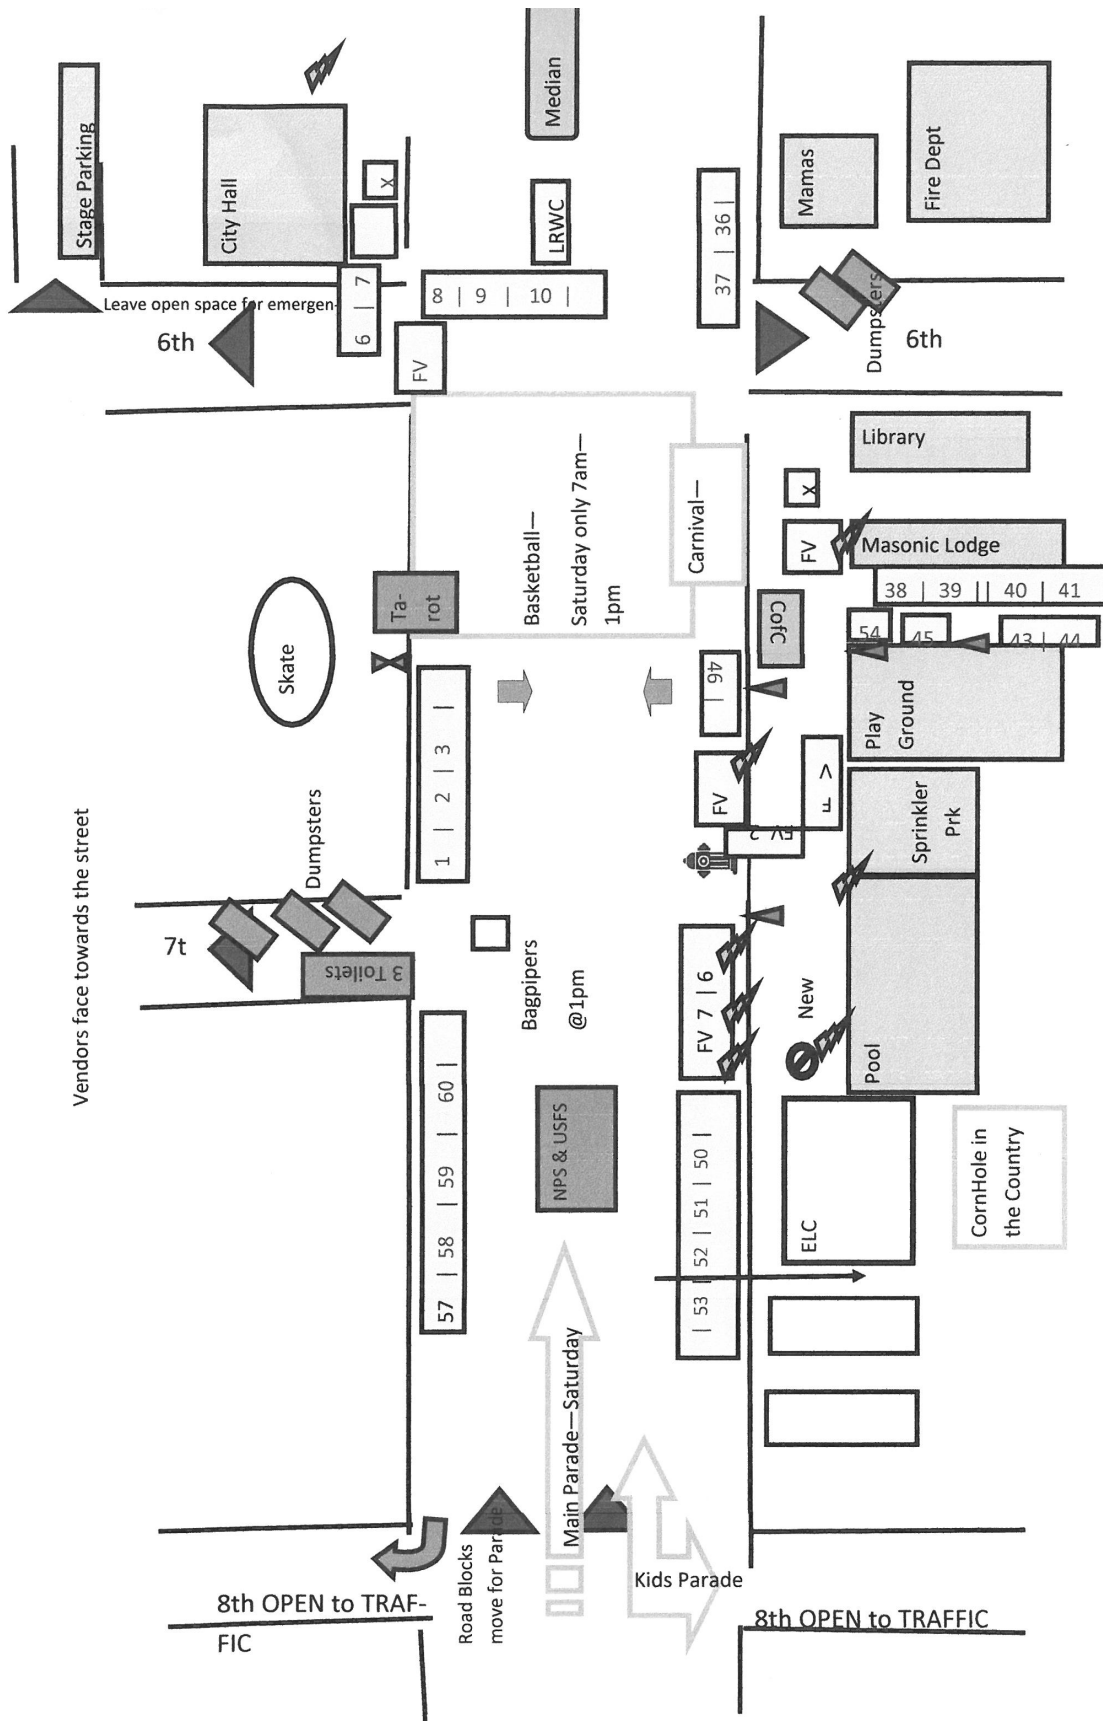 Stage Parking
City Hall
X
Median
LRWC
Mamas
Fire Dept
Leave open space for emergen-
6th
6 | 7
8 | 9 | 10 |
FV
37 | 36 |
Dumpsters
6th
Library
X
FV
Masonic Lodge
38 | 39 || 40 | 41
Basketball—
Saturday only 7am—
1pm
Carnival—
Ta-
rot
CofC
54
45
43 | 44
Skate
1 | 2 | 3 |
| 46
Play
Ground
FV
F V
FV 2
Sprinkler
Prk
Vendors face towards the street
Dumpsters
7t
3 Toilets
Bagpipers
@1pm
FV 7 | 6
New
Pool
57 | 58 | 59 | 60 |
NPS & USFS
| 53 | 52 | 51 | 50 |
ELC
CornHole in
the Country
Main Parade—Saturday
Road Blocks
move for Parade
Kids Parade
8th OPEN to TRAF-
FIC
8th OPEN to TRAFFIC